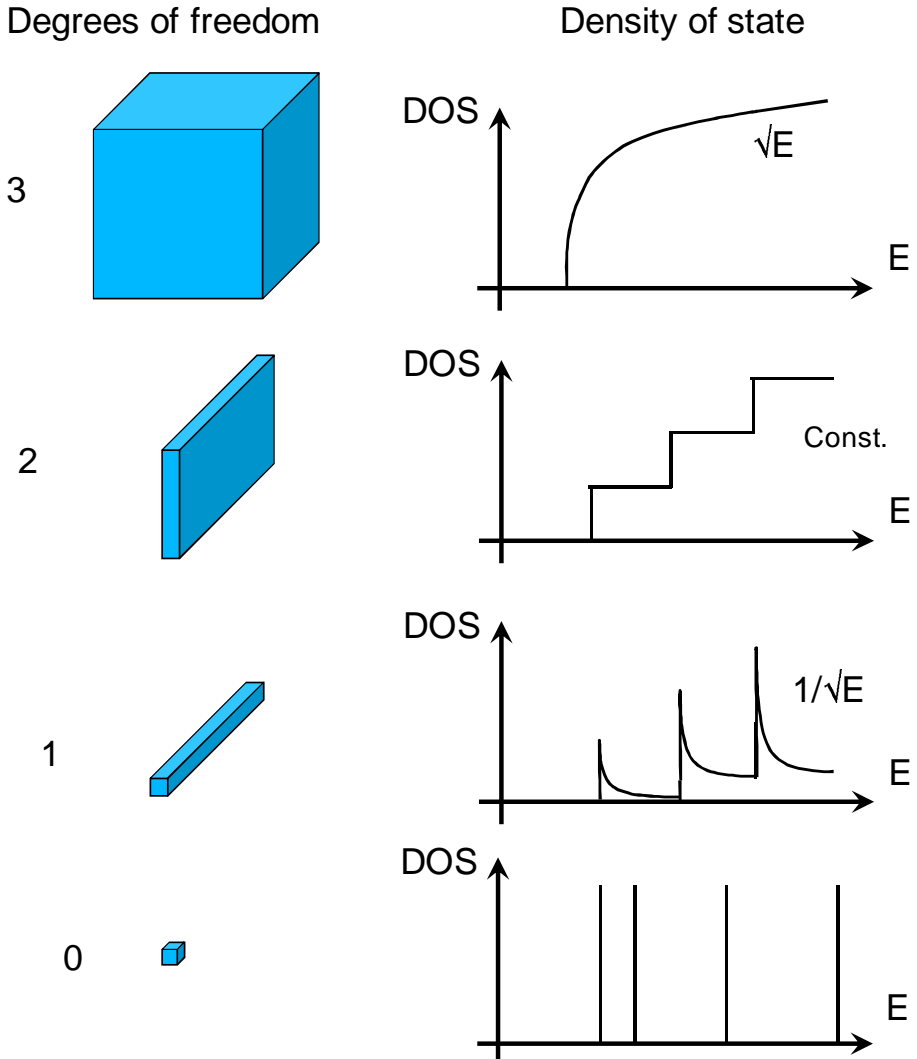 Degrees of freedom
Density of state
3
DOS
√E
E
2
DOS
Const.
E
1
DOS
1/√E
E
0
DOS
E